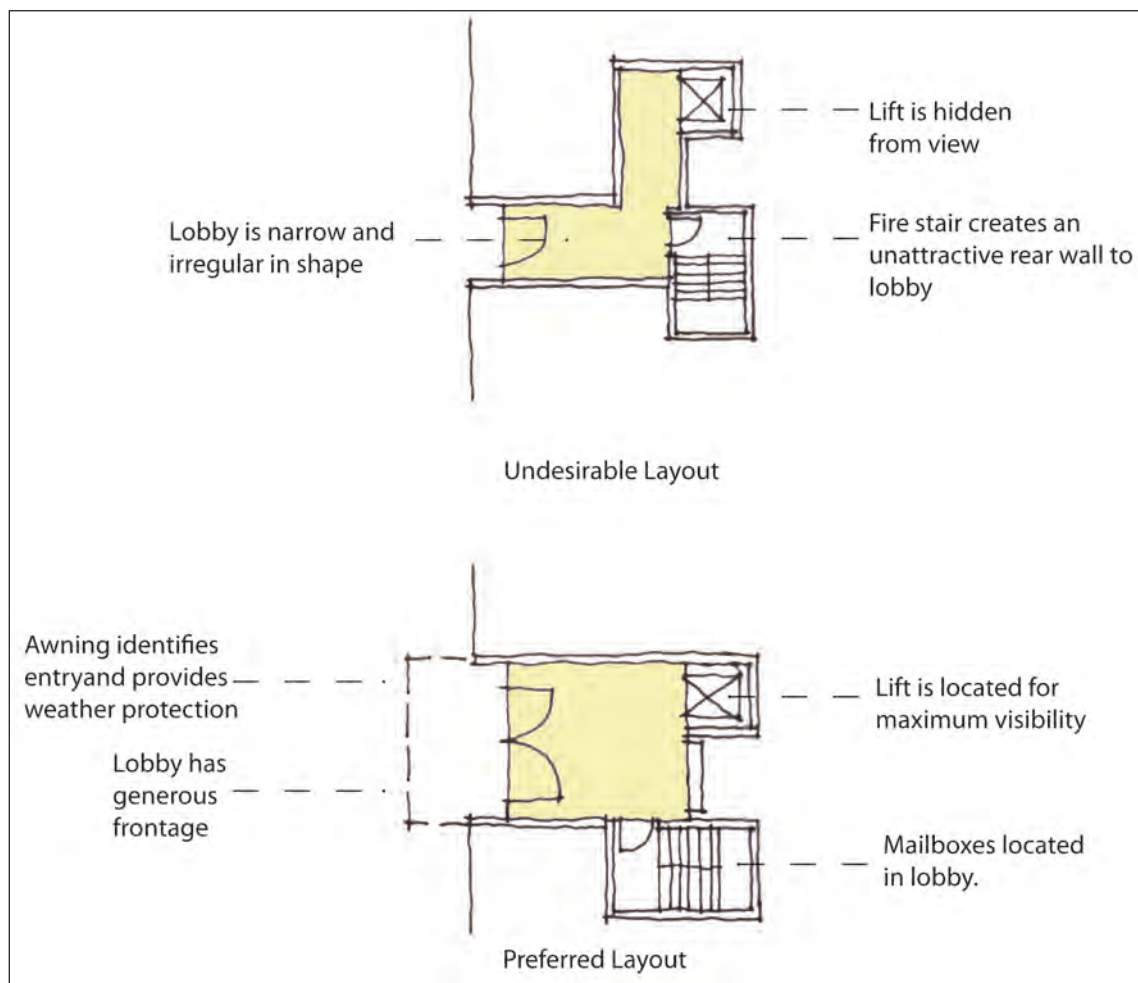 Lift is hidden
from view
Lobby is narrow and
irregular in shape
Fire stair creates an
unattractive rear wall to
lobby
Undesirable Layout
Awning identifies
entryand provides
weather protection
Lift is located for
maximum visibility
Lobby has
generous
frontage
Mailboxes located
in lobby.
Preferred Layout